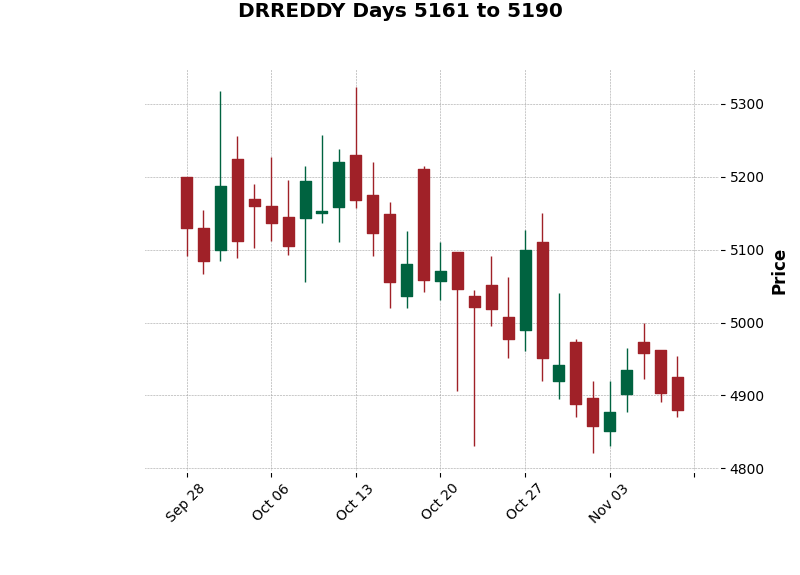 DRREDDY Days 5161 to 5190
5300
5200
5100
5000
4900
4800
Price
Sep 28
Oct 06
Oct 13
Oct 20
Oct 27
Nov 03